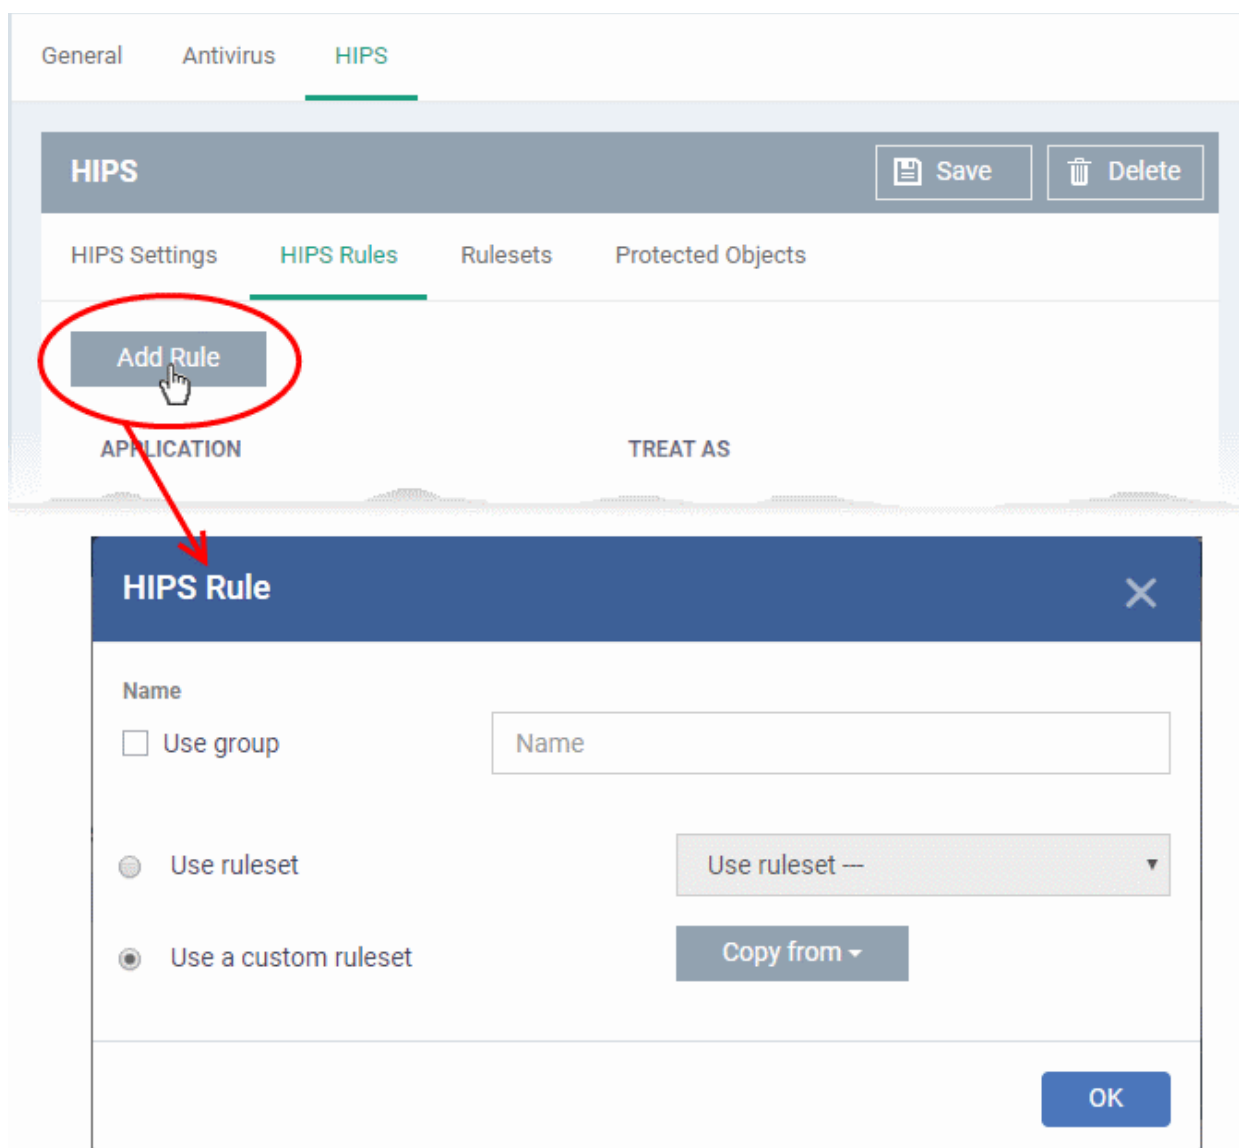 General Antivirus HIPS
HIPS Save Delete
HIPS Settings HIPS Rules Rulesets Protected Objects
Add Rule
APPLICATION TREAT AS
HIPS Rule
Name
Use group Name
Use ruleset Use ruleset ---
Use a custom ruleset Copy from
OK